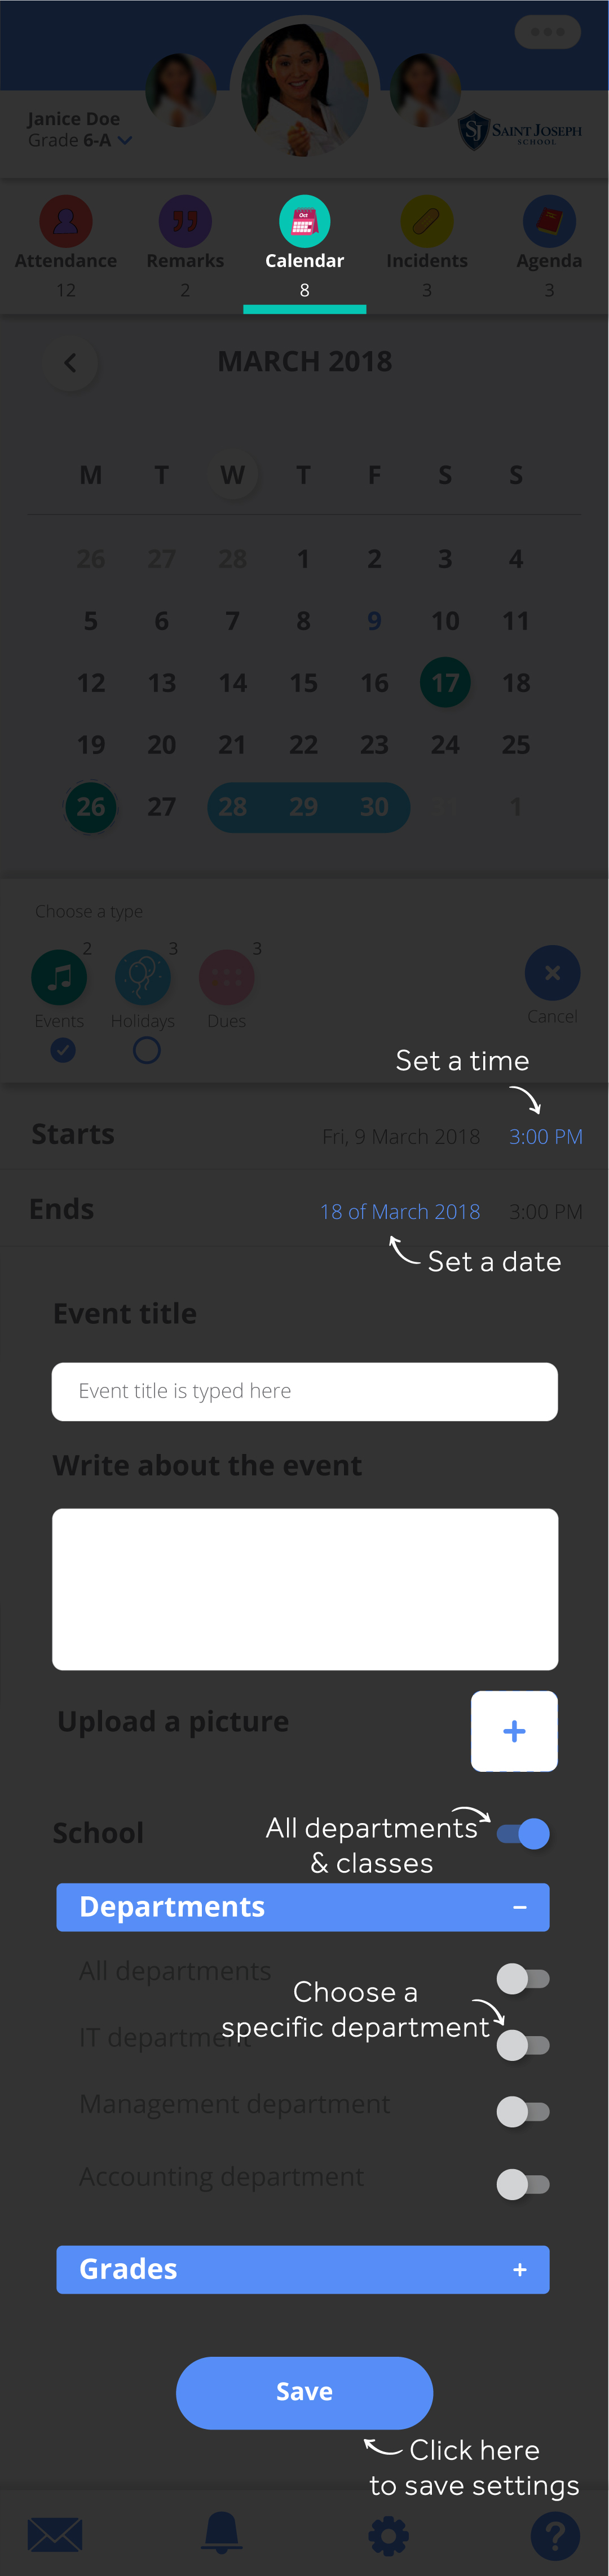 Janice Doe
Grade 6-A
SJ SAINT JOSEPH
SCHOOL
Attendance Remarks Calendar Incidents Agenda
12 2 8 3 3
Oct
MARCH 2018
M T W T F S S
26 27 28 1 2 3 4
5 6 7 8 9 10 11
12 13 14 15 16 17 18
19 20 21 22 23 24 25
26 27 28 29 30 31 1
Choose a type
2 3 3
Events Holidays Dues Cancel
Set a time
Starts Fri, 9 March 2018 3:00 PM
Ends 18 of March 2018 3:00 PM
Set a date
Event title
Event title is typed here
Write about the event
Upload a picture
+
School
All departments
& classes
Departments −
All departments
Choose a
specific department
IT department
Management department
Accounting department
Grades +
Save
Click here
to save settings
?